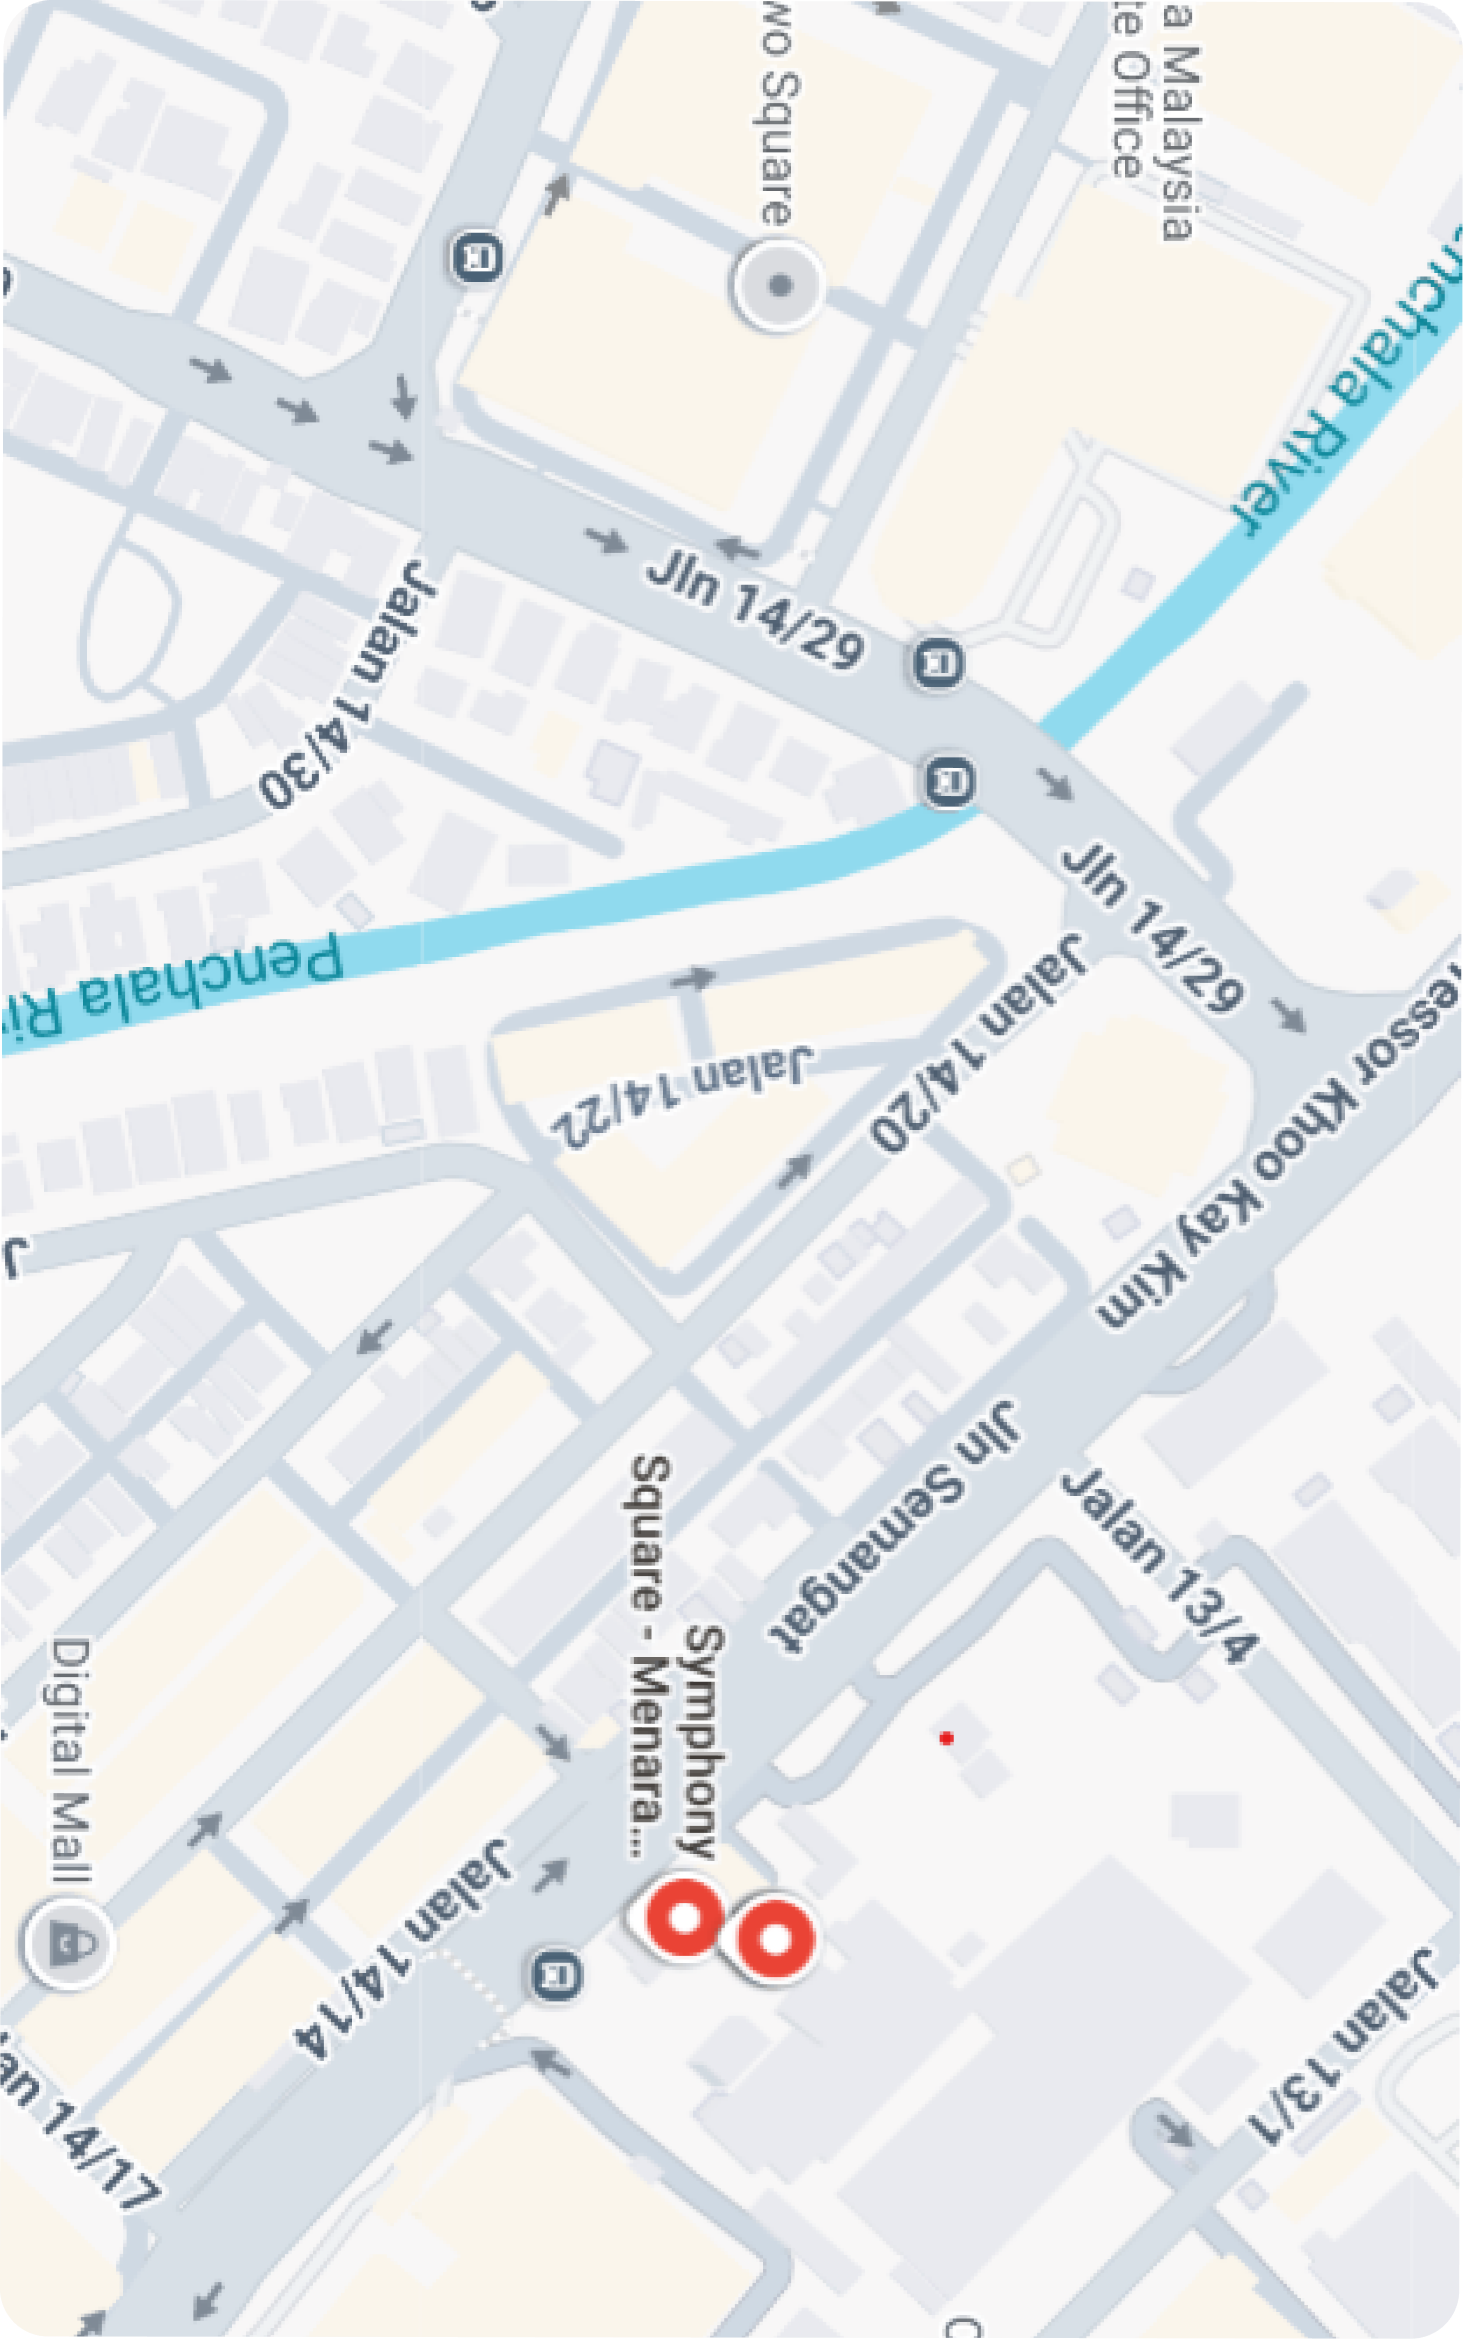 wo Square
a Malaysia
te Office
enchala River
Jln 14/29
Jalan 14/30
Jln 14/29
Penchala Ri
Jalan 14/20
Jalan 14/22
essor Khoo Kay Kim
J
Jln Semangat
Jalan 13/4
Symphony
Square - Menara...
Digital Mall
Jalan 14/14
Jalan 13/1
an 14/17